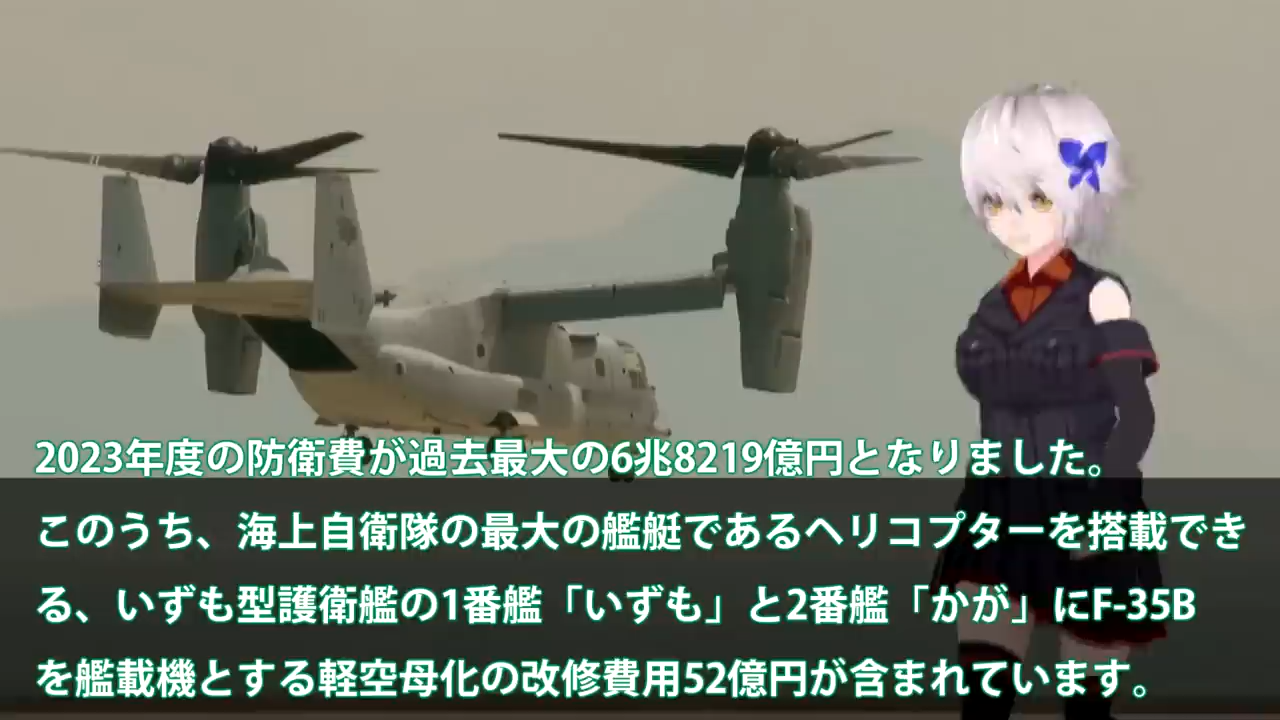 2023年度の防衛費が過去最大の6兆8219億円となりました。
このうち、海上自衛隊の最大の艦艇であるヘリコプターを搭載でき
る、いずも型護衛艦の1番艦「いずも」と2番艦「かが」にF-35B
を艦載機とする軽空母化の改修費用52億円が含まれています。